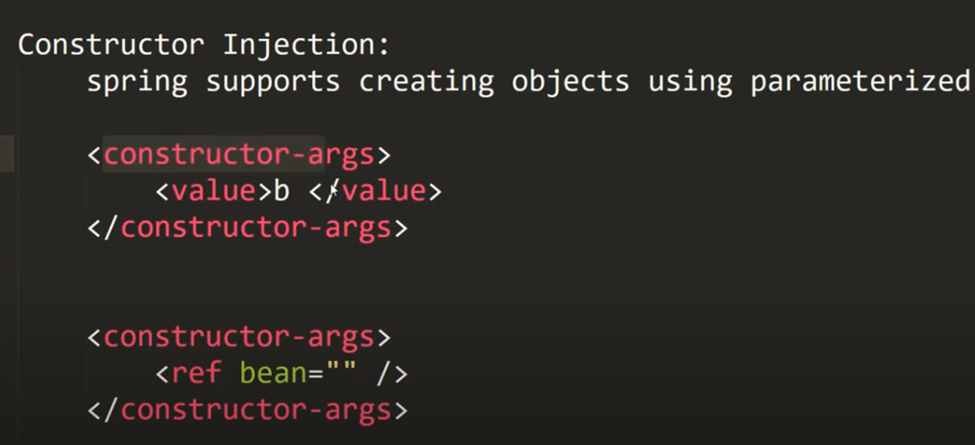 Constructor Injection:
spring supports creating objects using parameterized
<constructor-args>
<value>b </value>
</constructor-args>
<constructor-args>
<ref bean="" />
</constructor-args>